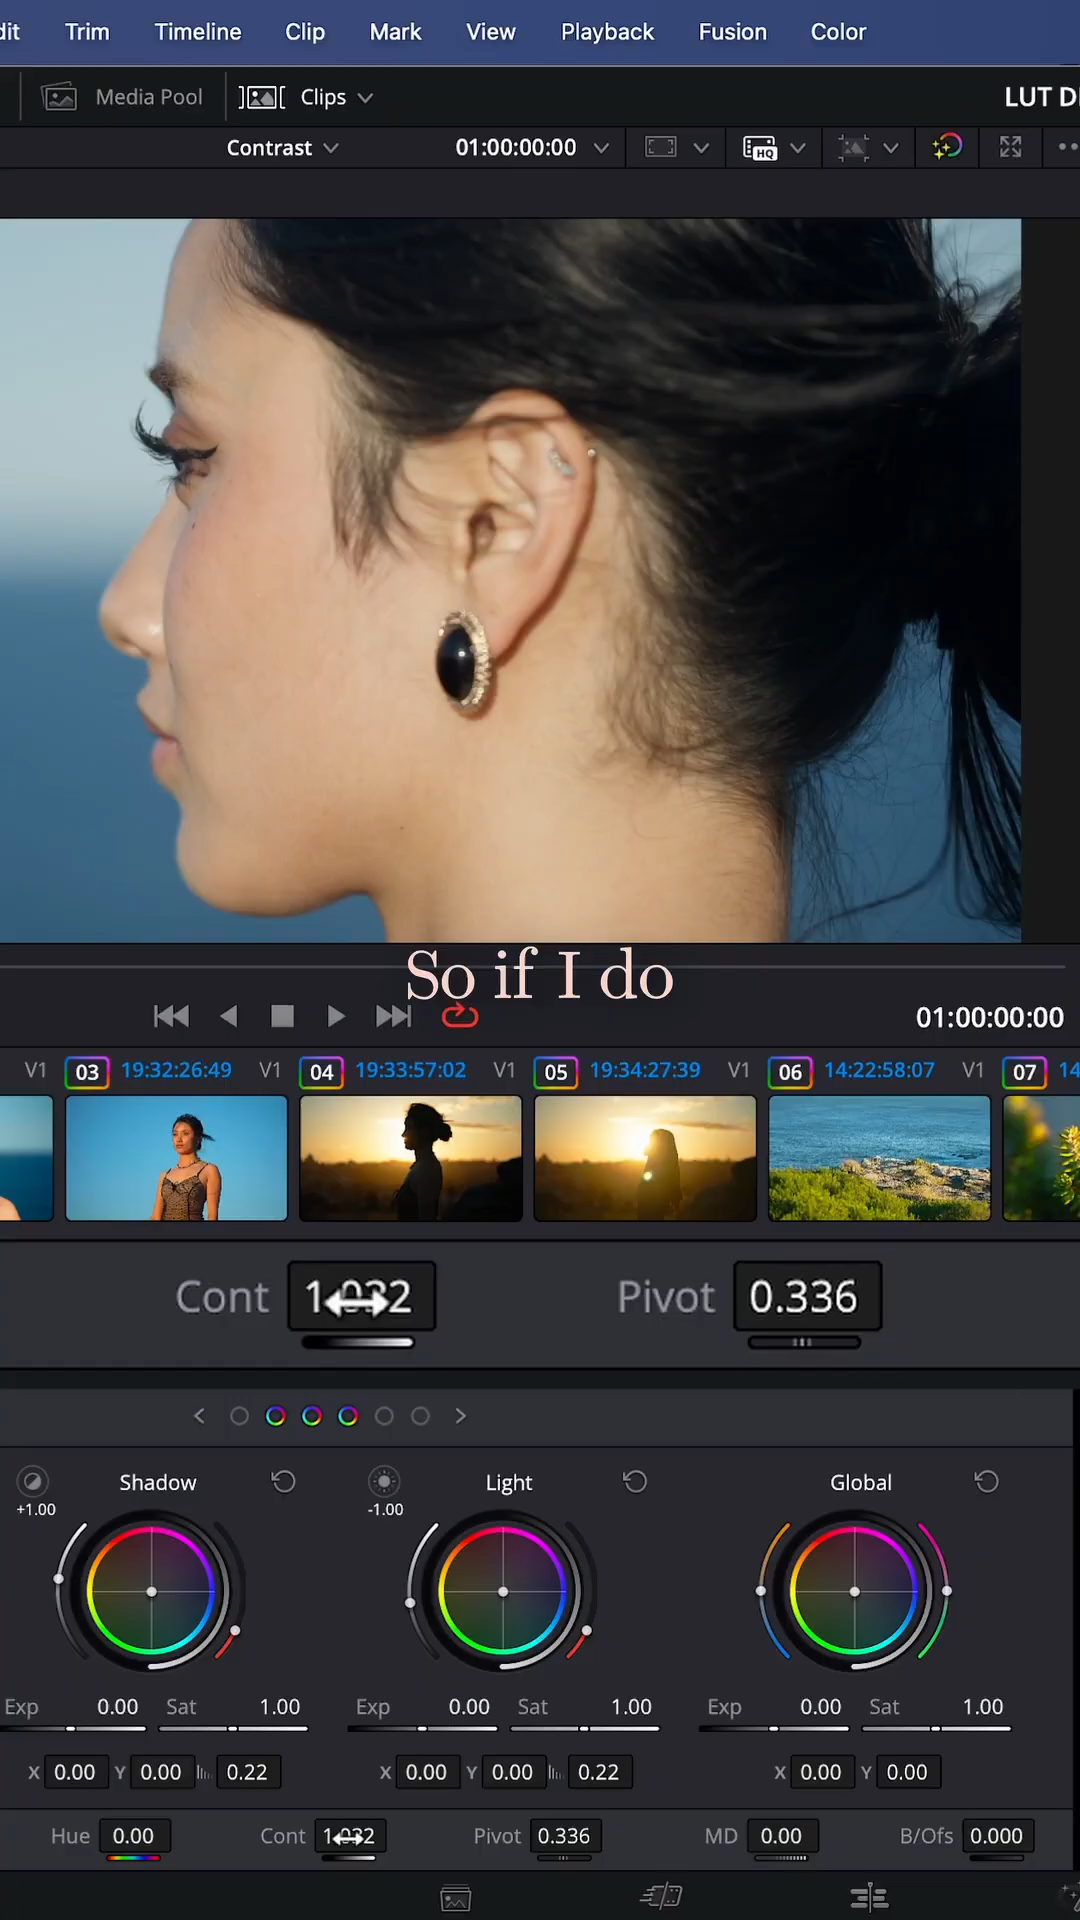 dit Trim Timeline Clip Mark View Playback Fusion Color
Media Pool Clips LUT D
Contrast 01:00:00:00 HQ
So if I do
01:00:00:00
V1 03 19:32:26:49 V1 04 19:33:57:02 V1 05 19:34:27:39 V1 06 14:22:58:07 V1 07 14
Cont Pivot 0.336
Shadow Light Global
+1.00 -1.00
Exp 0.00 Sat 1.00 Exp 0.00 Sat 1.00 Exp 0.00 Sat 1.00
X 0.00 Y 0.00 0.22 X 0.00 Y 0.00 0.22 X 0.00 Y 0.00
Hue 0.00 Cont Pivot 0.336 MD 0.00 B/Ofs 0.000